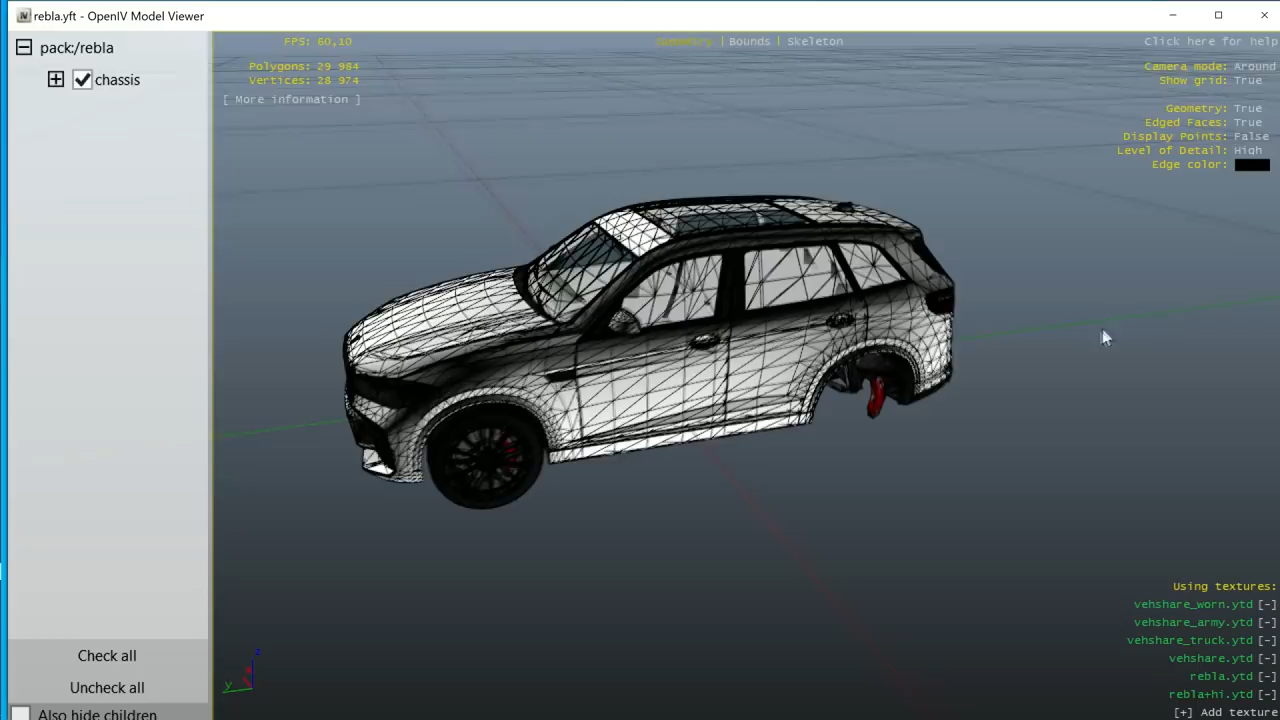 rebla.yft - OpenIV Model Viewer
pack:/rebla
chassis
FPS: 60,10
Polygons: 29 984
Vertices: 28 974
[ More information ]
Geometry | Bounds | Skeleton
Click here for help
Camera mode: Around
Show grid: True
Geometry: True
Edged Faces: True
Display Points: False
Level of Detail: High
Edge color:
z
y
Using textures:
vehshare_worn.ytd [-]
vehshare_army.ytd [-]
vehshare_truck.ytd [-]
vehshare.ytd [-]
rebla.ytd [-]
rebla+hi.ytd [-]
[+] Add texture
Check all
Uncheck all
Also hide children